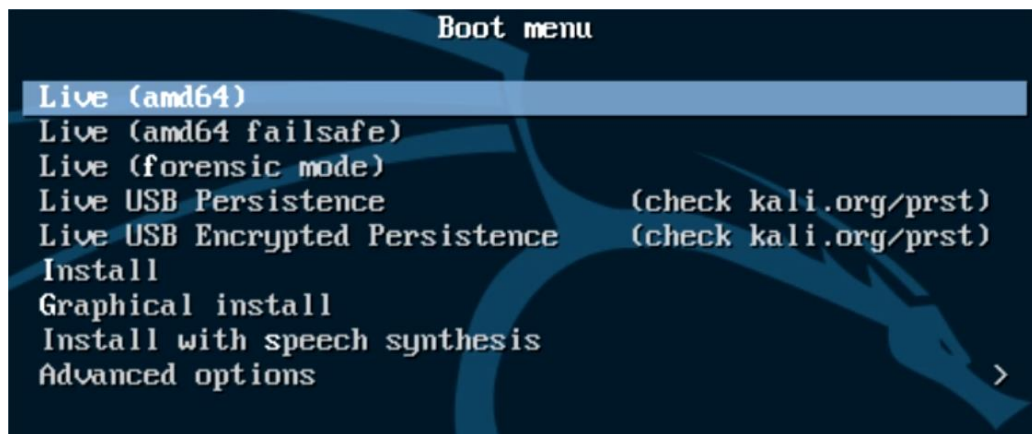 Boot menu
Live (amd64)
Live (amd64 failsafe)
Live (forensic mode)
Live USB Persistence (check kali.org/prst)
Live USB Encrypted Persistence (check kali.org/prst)
Install
Graphical install
Install with speech synthesis
Advanced options >